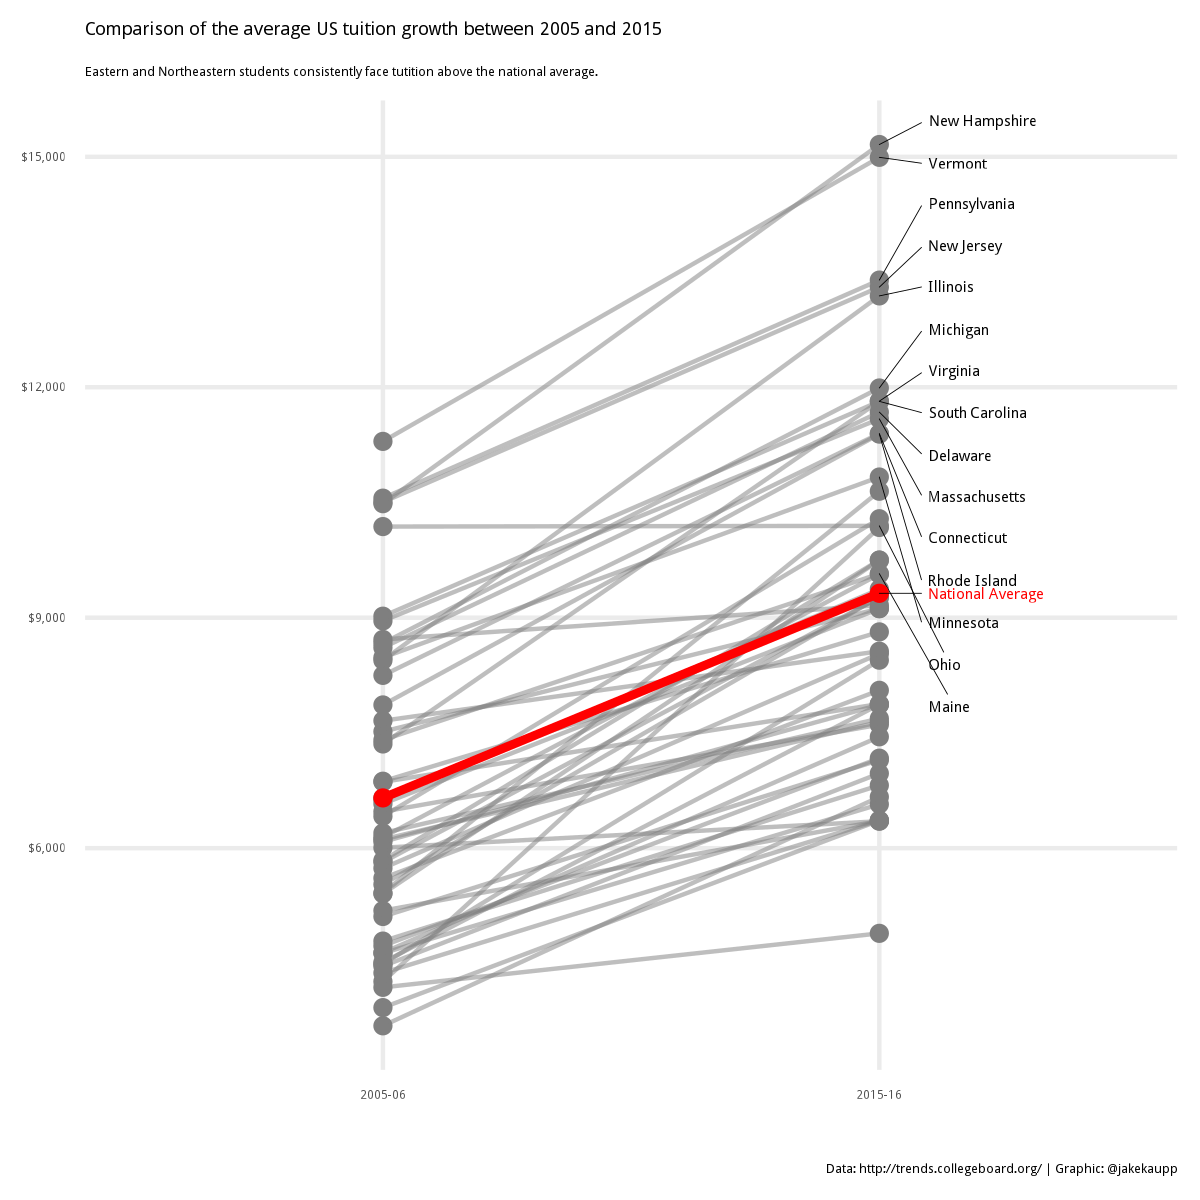 Comparison of the average US tuition growth between 2005 and 2015
Eastern and Northeastern students consistently face tutition above the national average.
New Hampshire
$15,000
Vermont
Pennsylvania
New Jersey
Illinois
Michigan
Virginia
$12,000
South Carolina
Delaware
Massachusetts
Connecticut
Rhode Island
National Average
$9,000
Minnesota
Ohio
Maine
$6,000
2005-06
2015-16
Data: http://trends.collegeboard.org/ | Graphic: @jakekaupp